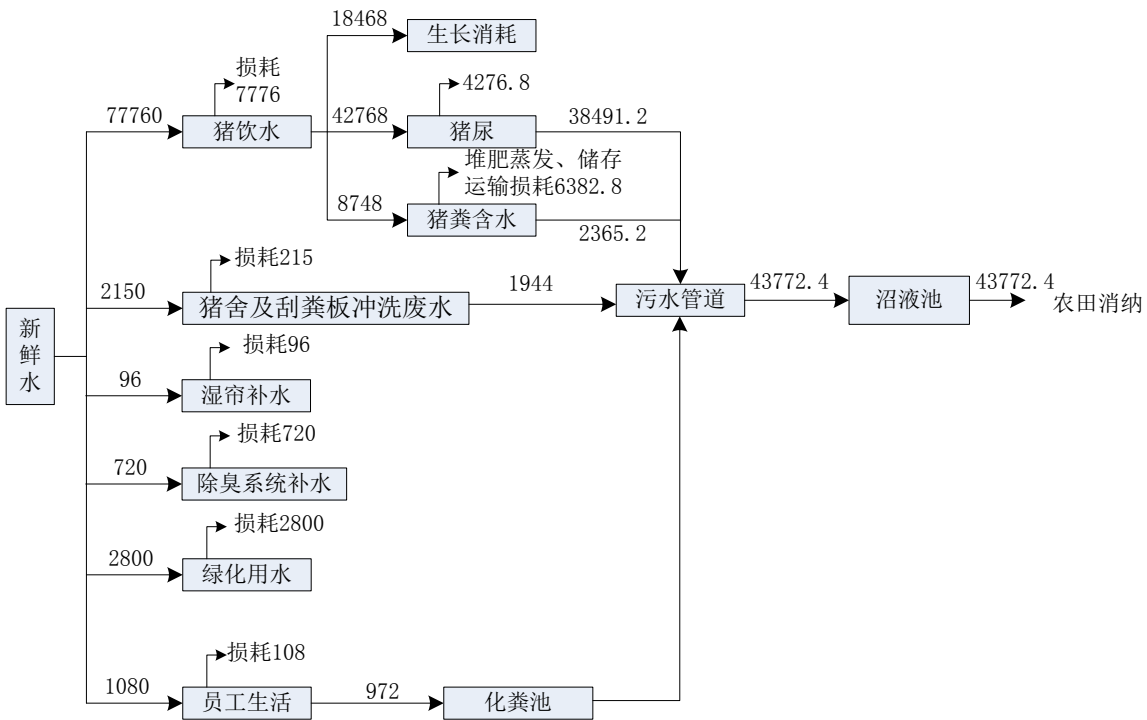 18468
生长消耗
损耗
7776
4276.8
77760
猪饮水
42768
猪尿
38491.2
堆肥蒸发、储存
运输损耗6382.8
8748
猪粪含水
2365.2
损耗215
2150
猪舍及刮粪板冲洗废水
1944
污水管道
43772.4
沼液池
43772.4
农田消纳
新
鲜
水
损耗96
96
湿帘补水
损耗720
720
除臭系统补水
损耗2800
2800
绿化用水
损耗108
1080
员工生活
972
化粪池